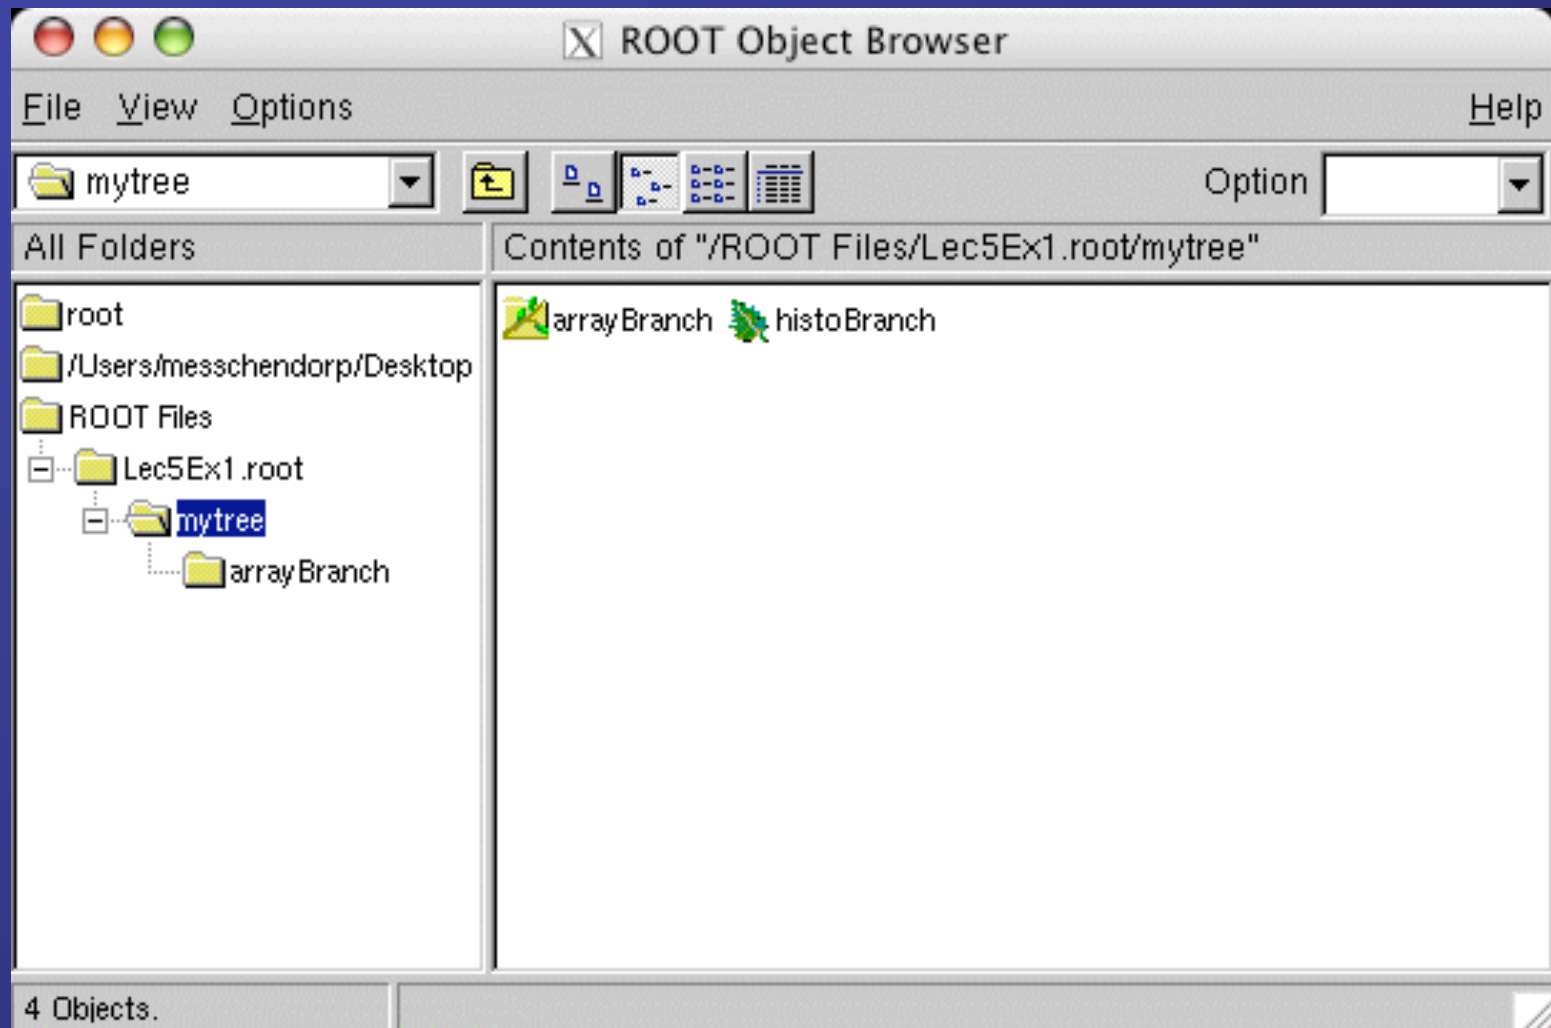 ROOT Object Browser
File View Options Help
mytree Option
All Folders
Contents of "/ROOT Files/Lec5Ex1.root/mytree"
root
/Users/messchendorp/Desktop
ROOT Files
Lec5Ex1.root
mytree
arrayBranch
arrayBranch histoBranch
4 Objects.